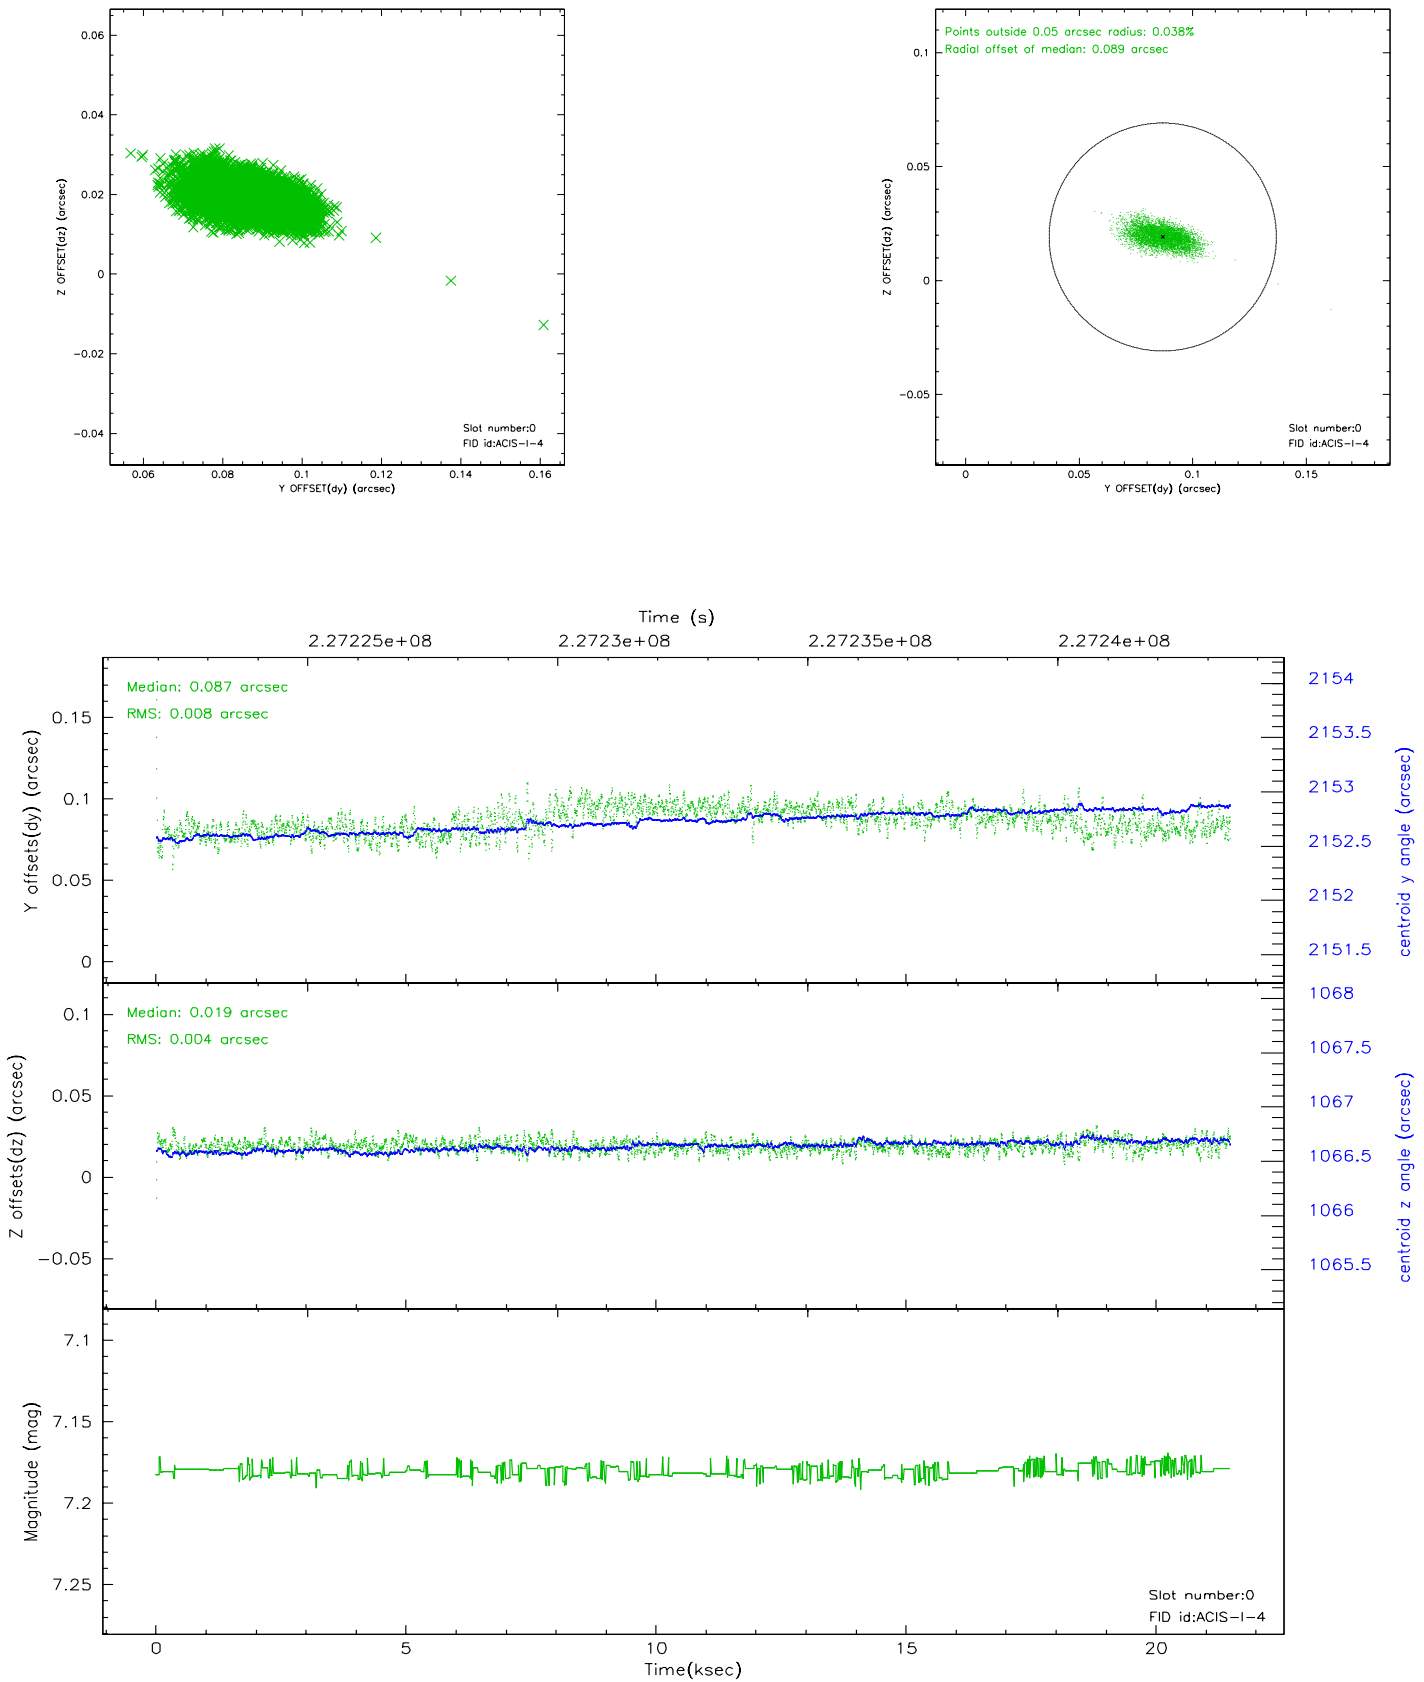 0.06
0.04
0.02
0
−0.02
−0.04
Z OFFSET(dz) (arcsec)
Slot number:0
FID id:ACIS−I−4
0.06 0.08 0.1 0.12 0.14 0.16
Y OFFSET(dy) (arcsec)
Points outside 0.05 arcsec radius: 0.038%
Radial offset of median: 0.089 arcsec
0.1
0.05
0
−0.05
Z OFFSET(dz) (arcsec)
Slot number:0
FID id:ACIS−I−4
0 0.05 0.1 0.15
Y OFFSET(dy) (arcsec)
Time (s)
2.27225e+08 2.2723e+08 2.27235e+08 2.2724e+08
Median: 0.087 arcsec
RMS: 0.008 arcsec
0.15
0.1
0.05
0
Y offsets(dy) (arcsec)
2154
2153.5
2153
2152.5
2152
2151.5
centroid y angle (arcsec)
Median: 0.019 arcsec
RMS: 0.004 arcsec
0.1
0.05
0
−0.05
Z offsets(dz) (arcsec)
1068
1067.5
1067
1066.5
1066
1065.5
centroid z angle (arcsec)
7.1
7.15
7.2
7.25
Magnitude (mag)
Slot number:0
FID id:ACIS−I−4
0 5 10 15 20
Time(ksec)